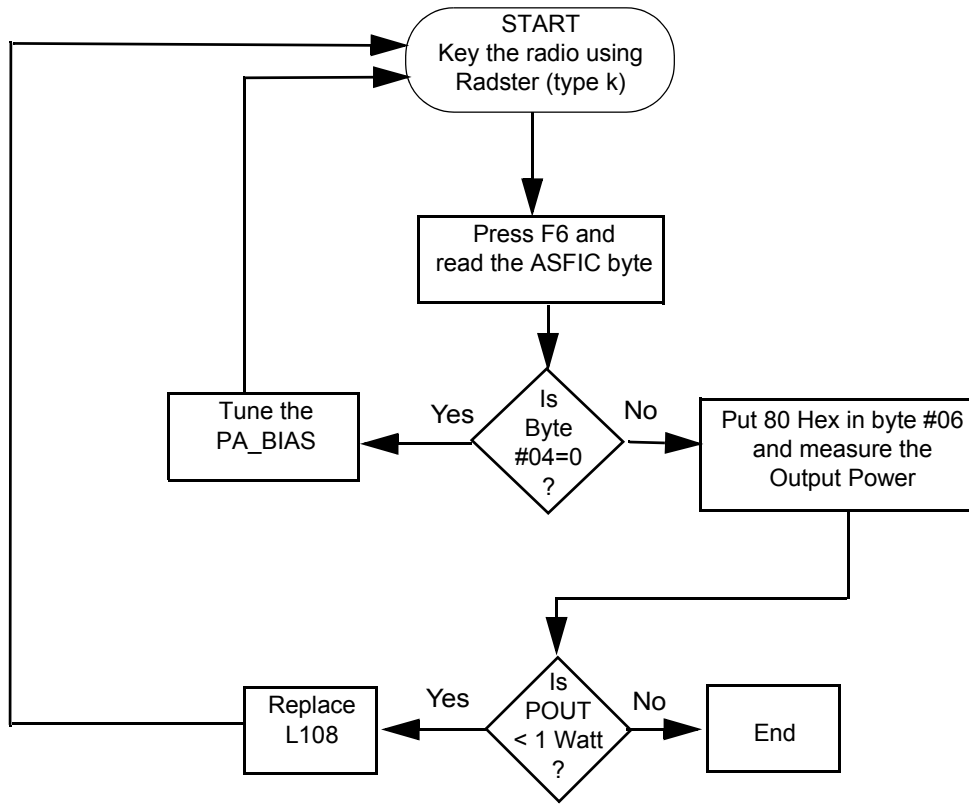 START
Key the radio using
Radster (type k)
Press F6 and
read the ASFIC byte
Is
Byte
#04=0
?
Yes
No
Tune the
PA_BIAS
Put 80 Hex in byte #06
and measure the
Output Power
Is
POUT
< 1 Watt
?
Yes
No
Replace
L108
End